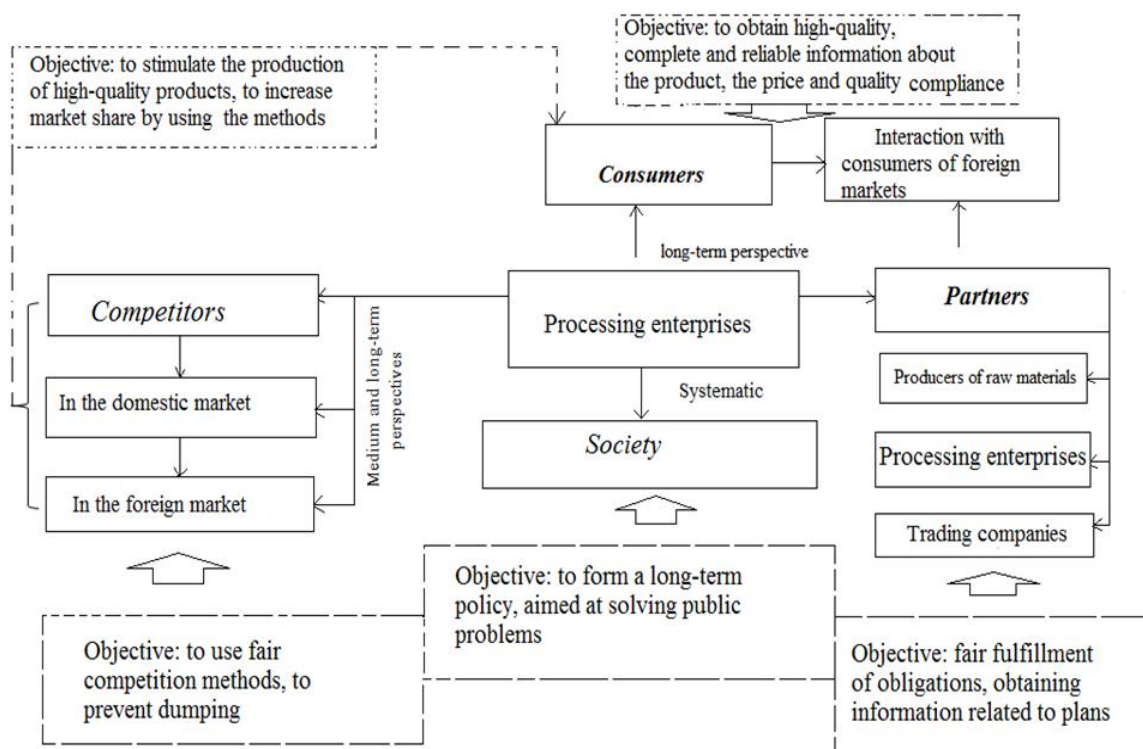 Objective: to stimulate the production
of high-quality products, to increase
market share by using the methods
Objective: to obtain high-quality,
complete and reliable information about
the product, the price and quality compliance
Consumers
Interaction with
consumers of foreign
markets
long-term perspective
Competitors
Processing enterprises
Partners
Medium and long-term
perspectives
In the domestic market
In the foreign market
Systematic
Society
Producers of raw materials
Processing enterprises
Trading companies
Objective: to use fair
competition methods, to
prevent dumping
Objective: to form a long-term
policy, aimed at solving public
problems
Objective: fair fulfillment
of obligations, obtaining
information related to plans